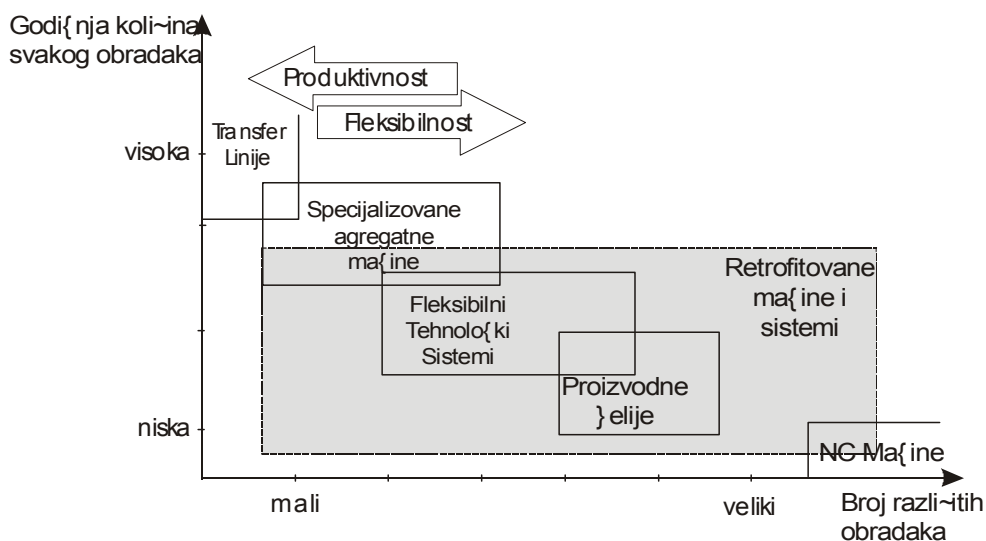 Godi{nja koli~ina
svakog obradaka
Produktivnost
Fleksibilnost
Transfer
Linije
visoka
Specijalizovane
agregatne
ma{ine
Retrofitovane
ma{ine i
sistemi
Fleksibilni
Tehnolo{ki
Sistemi
Proizvodne
}elije
niska
NC Ma{ine
mali
veliki
Broj razli~itih
obradaka